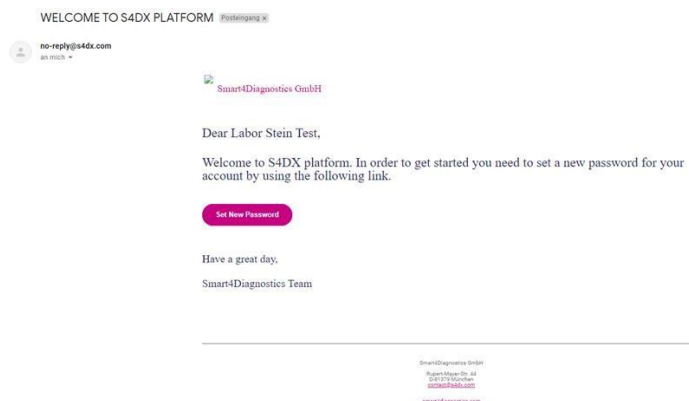 WELCOME TO S4DX PLATFORM Posteingang x
no-reply@s4dx.com
an mich
Smart4Diagnostics GmbH
Dear Labor Stein Test,
Welcome to S4DX platform. In order to get started you need to set a new password for your
account by using the following link.
Set New Password
Have a great day,
Smart4Diagnostics Team
Smart4Diagnostics GmbH
Rupert-Mayer-Str. 44
D-81379 München
contact@s4dx.com
smart4diagnostics.com